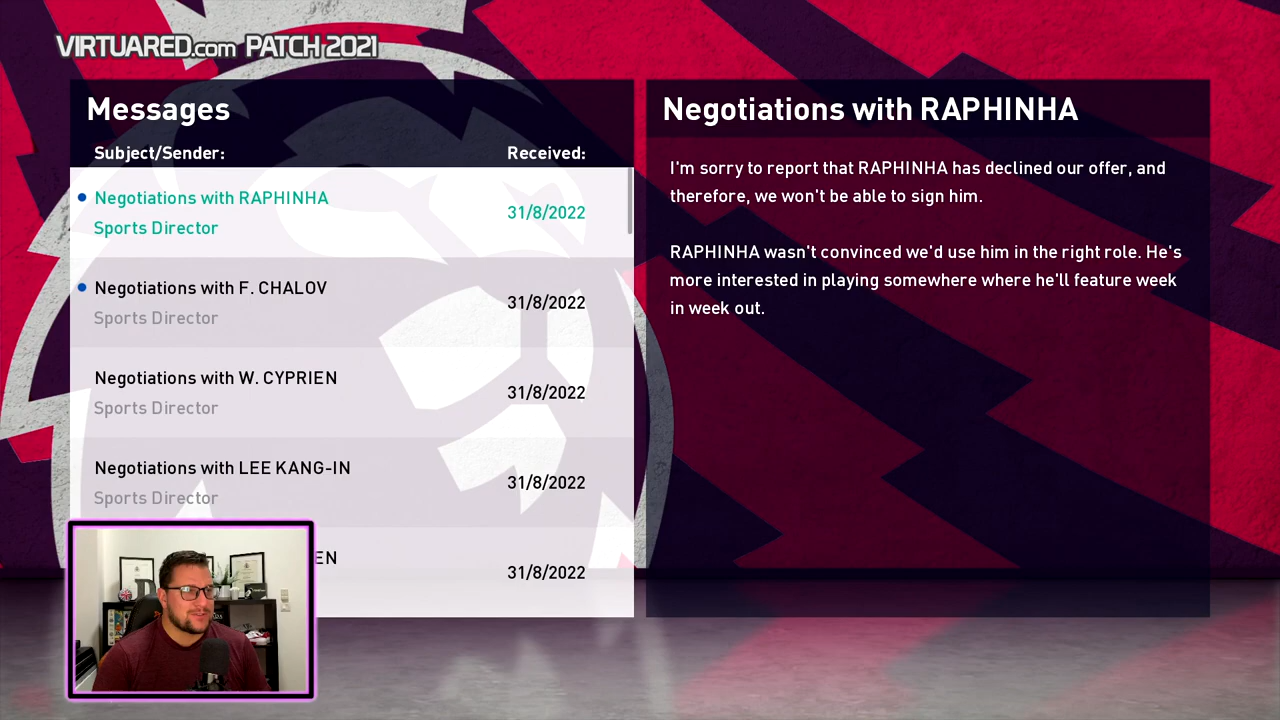 VIRTUARED.com PATCH 2021
Messages
Subject/Sender:
Received:
Negotiations with RAPHINHA
Sports Director
31/8/2022
Negotiations with F. CHALOV
Sports Director
31/8/2022
Negotiations with W. CYPRIEN
Sports Director
31/8/2022
Negotiations with LEE KANG-IN
Sports Director
31/8/2022
EN
31/8/2022
Negotiations with RAPHINHA
I'm sorry to report that RAPHINHA has declined our offer, and
therefore, we won't be able to sign him.
RAPHINHA wasn't convinced we'd use him in the right role. He's
more interested in playing somewhere where he'll feature week
in week out.